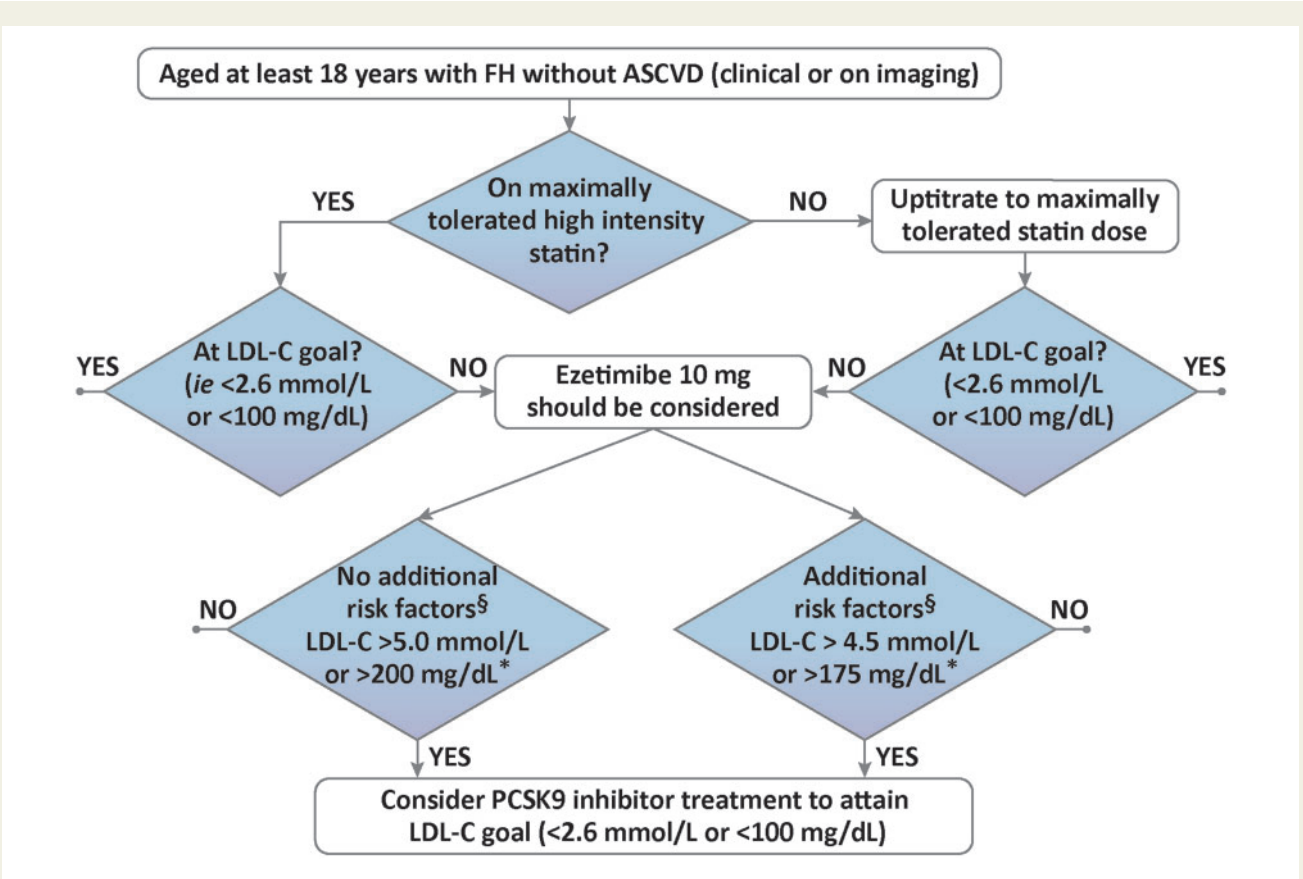 Aged at least 18 years with FH without ASCVD (clinical or on imaging)
On maximally
tolerated high intensity
statin?
YES
NO
Uptitrate to maximally
tolerated statin dose
At LDL-C goal?
(ie <2.6 mmol/L
or <100 mg/dL)
YES
NO
Ezetimibe 10 mg
should be considered
NO
At LDL-C goal?
(<2.6 mmol/L
or <100 mg/dL)
YES
No additional
risk factors§
LDL-C >5.0 mmol/L
or >200 mg/dL*
NO
Additional
risk factors§
LDL-C > 4.5 mmol/L
or >175 mg/dL*
NO
YES
YES
Consider PCSK9 inhibitor treatment to attain
LDL-C goal (<2.6 mmol/L or <100 mg/dL)